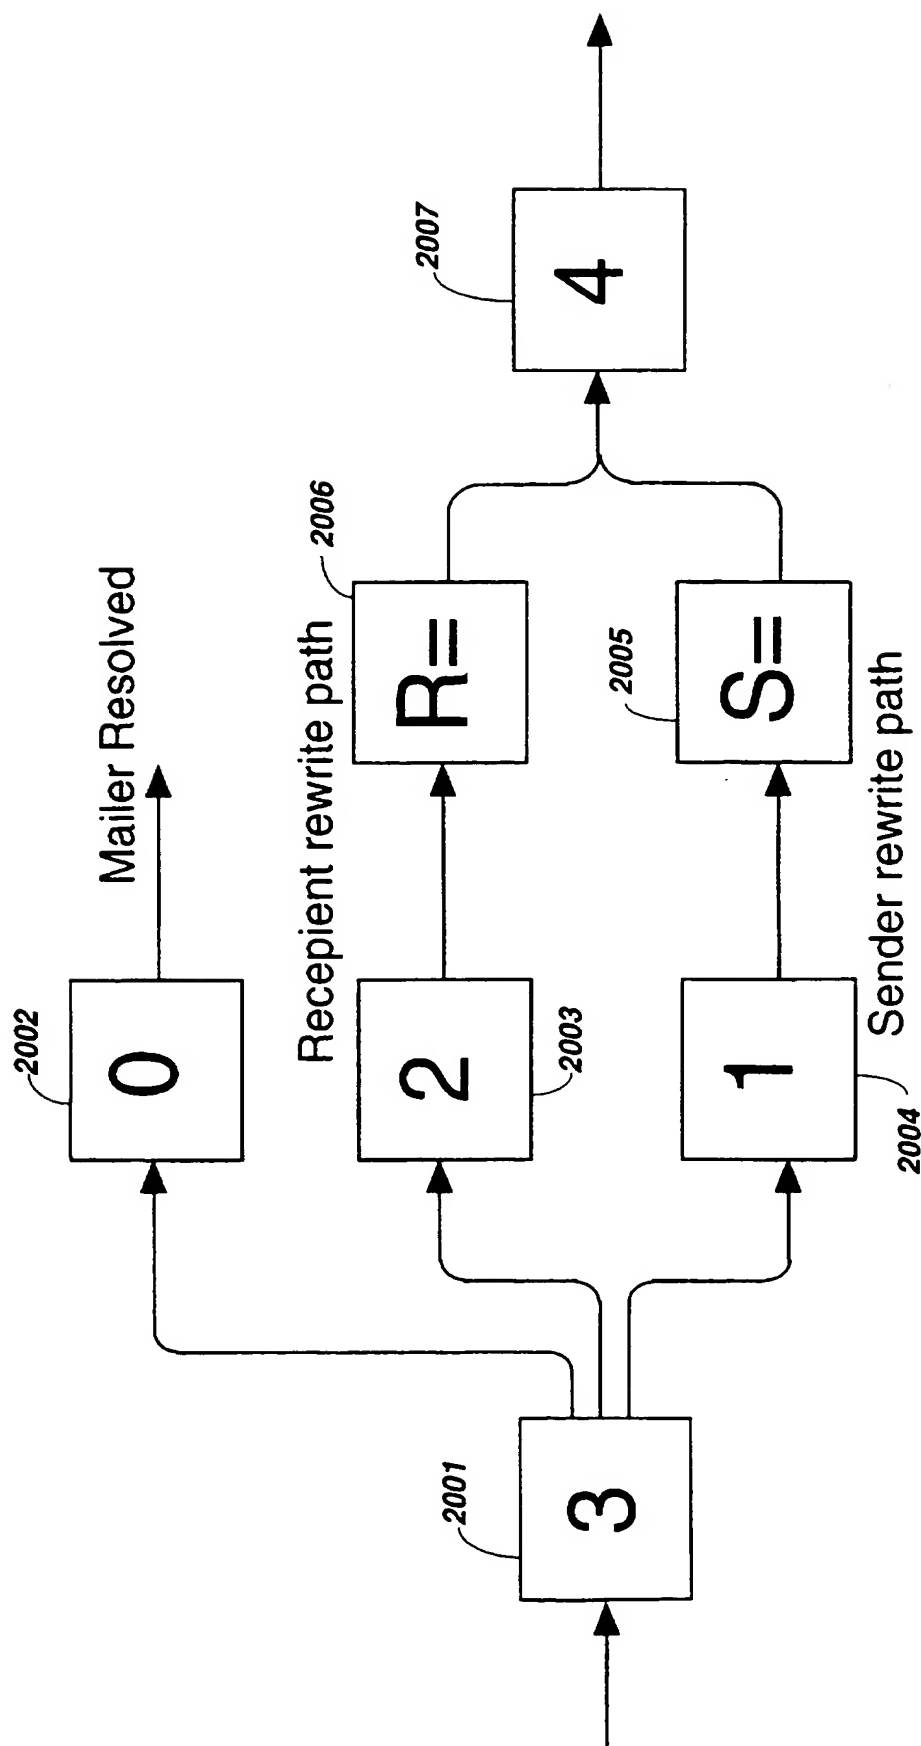 2002
0
Mailer Resolved
Recepient rewrite path
2003
2
2006
R=
2001
3
2007
4
2004
1
2005
S=
Sender rewrite path